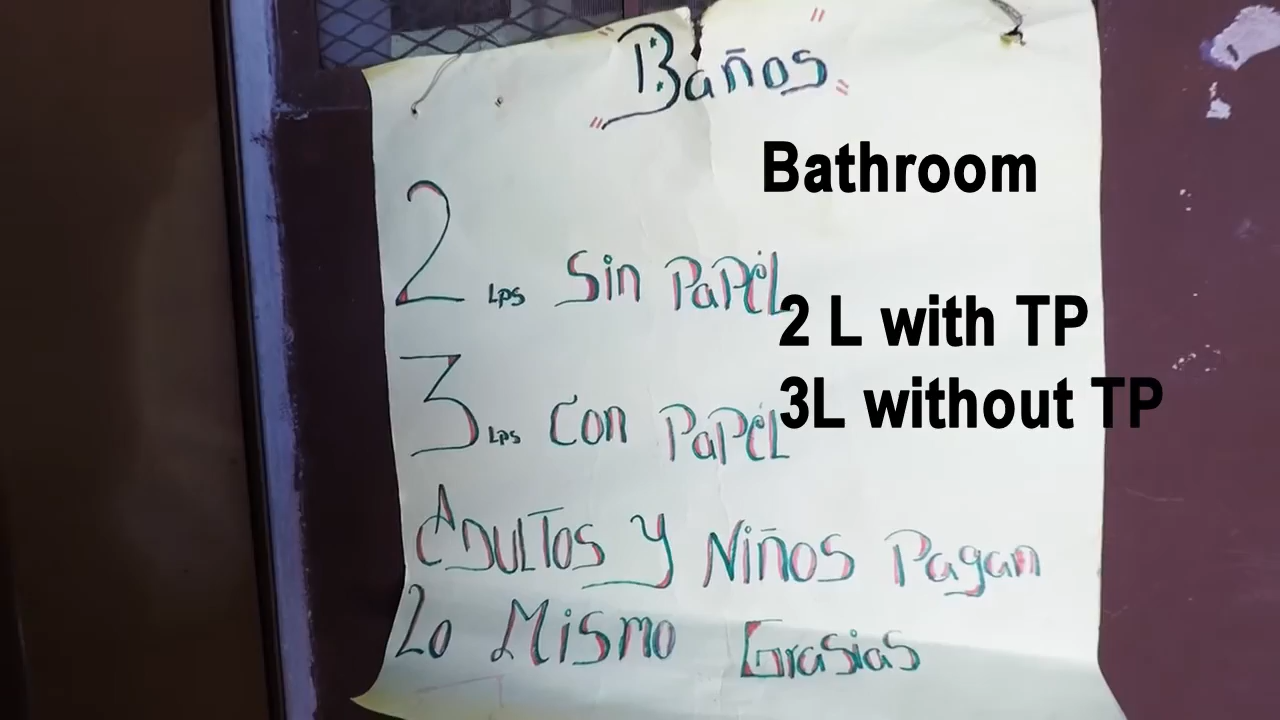 Baños
Bathroom
2 Lps Sin PaPel
2 L with TP
3 Lps Con PaPel
3L without TP
ADULTos y Niños Pagan
Lo Mismo Grasias